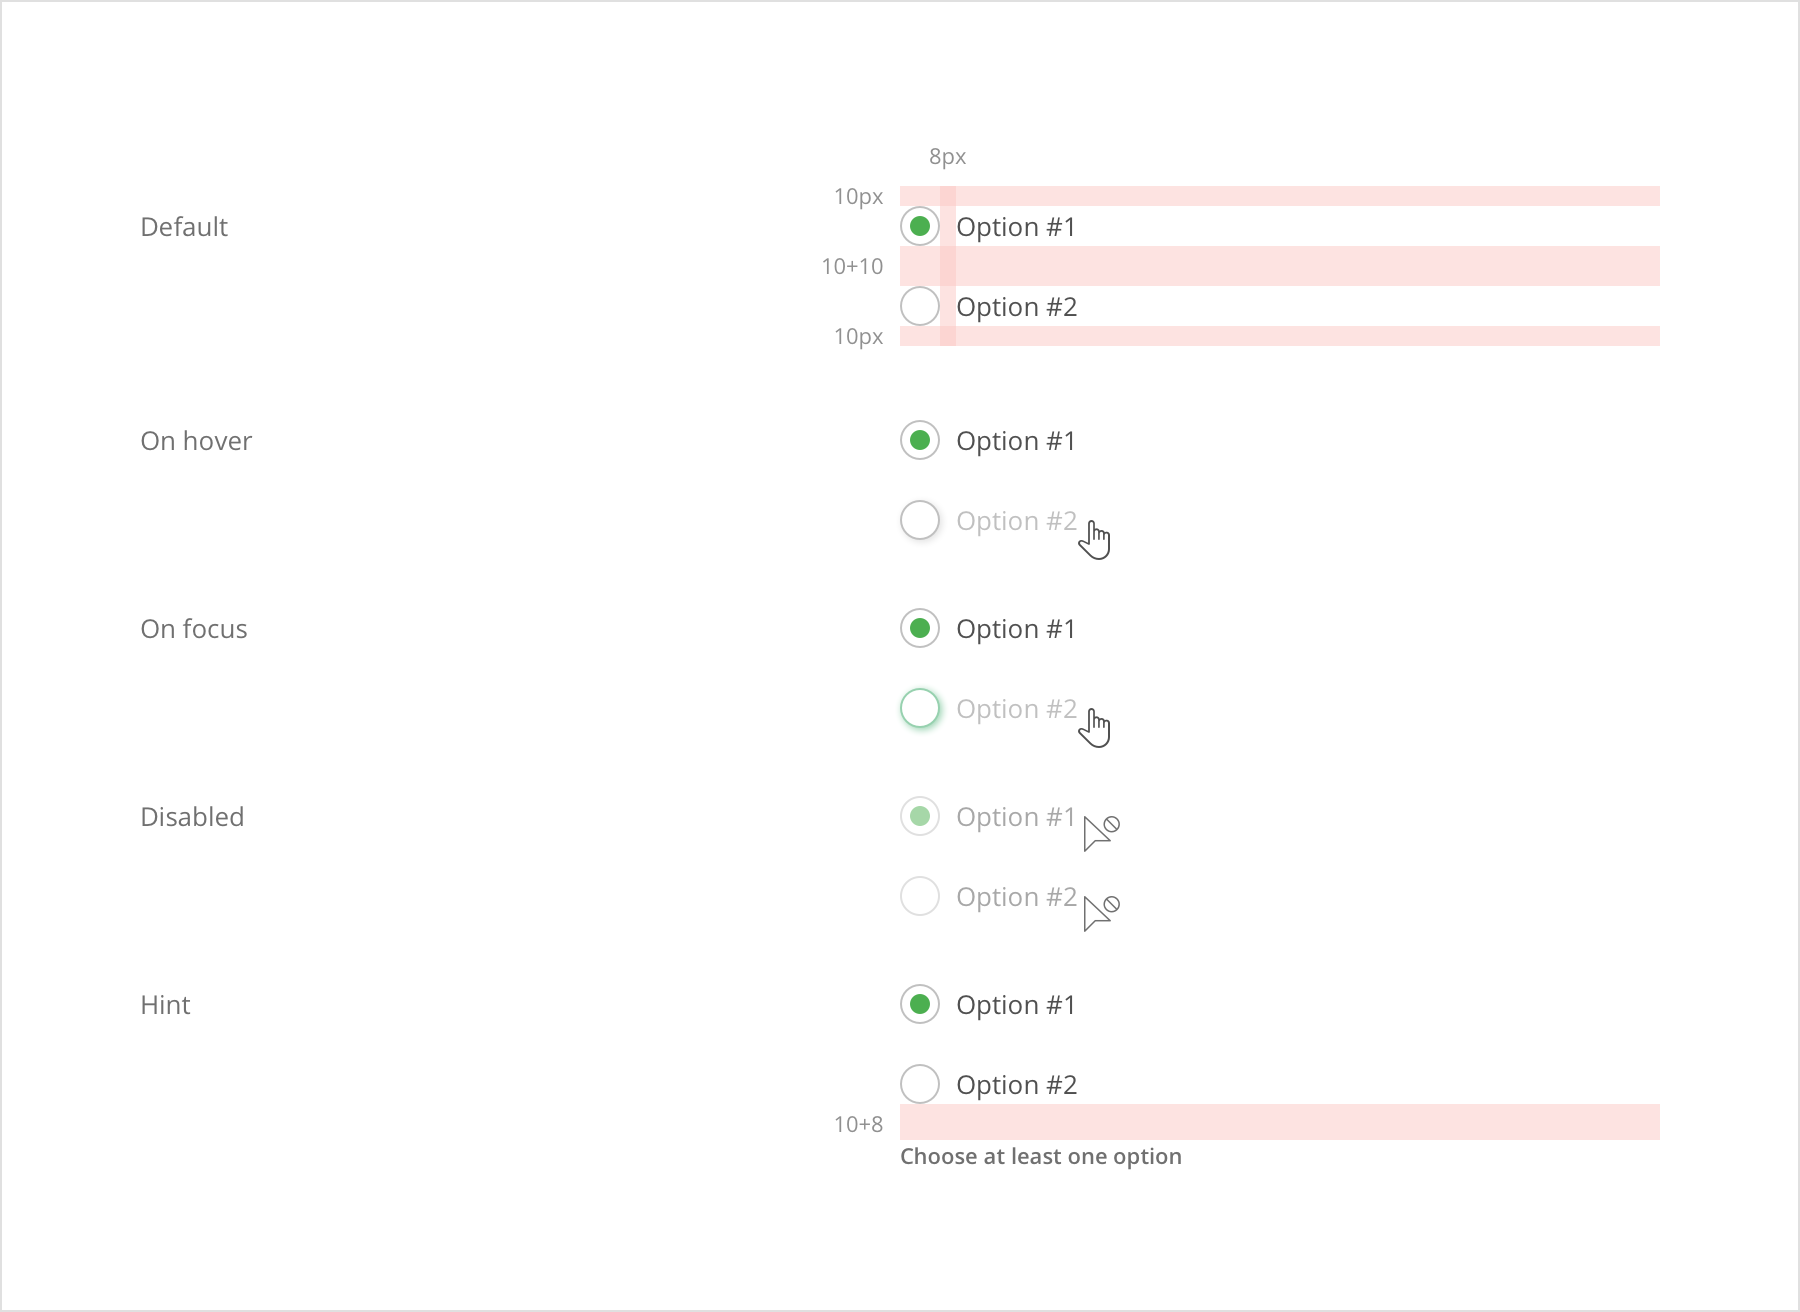 8px
10px
Default
Option #1
10+10
Option #2
10px
On hover
Option #1
Option #2
On focus
Option #1
Option #2
Disabled
Option #1
Option #2
Hint
Option #1
Option #2
10+8
Choose at least one option